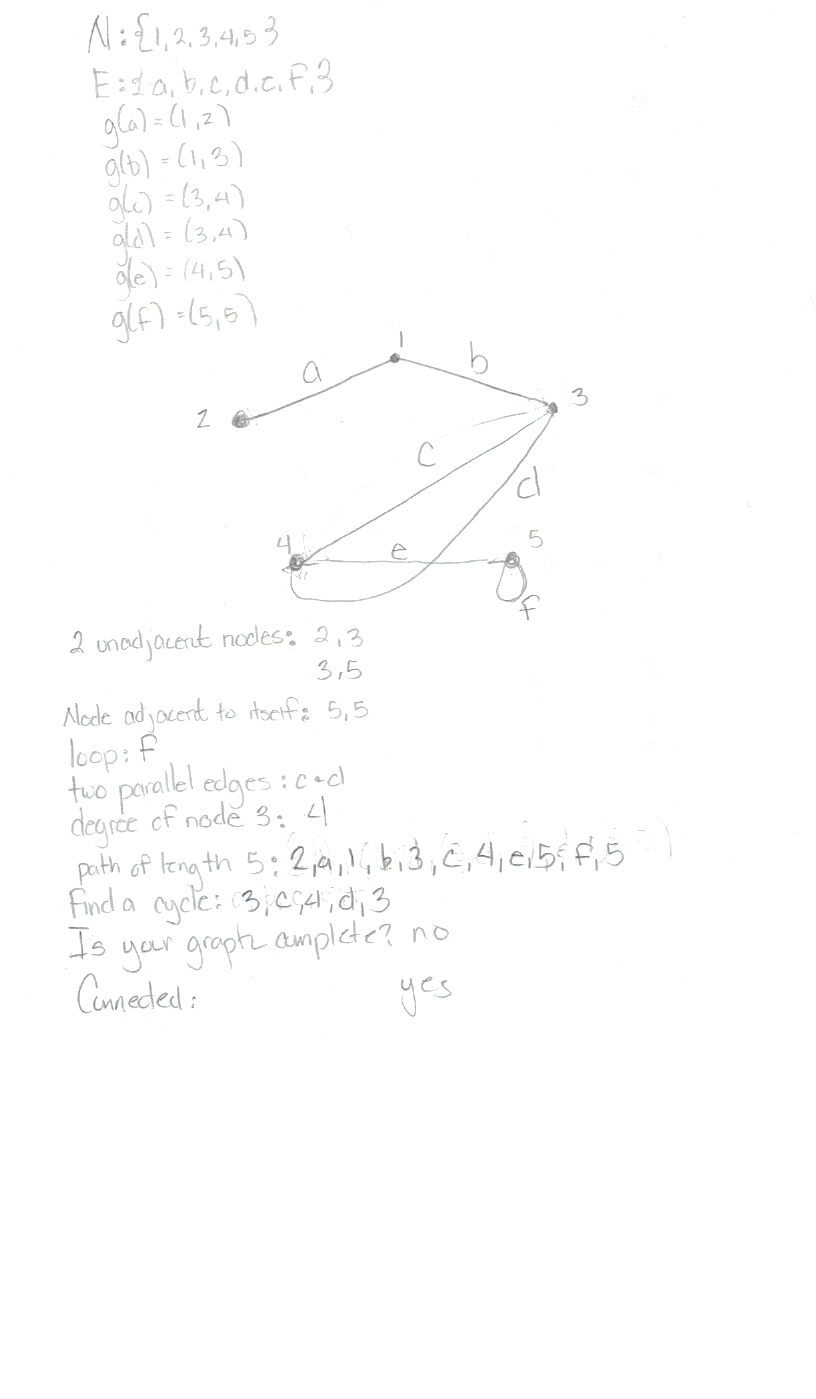 N:{1,2,3,4,5}
E:{a,b,c,d.e,f,}
g(a)=(1,2)
g(b)=(1,3)
g(c)=(3,4)
g(d)=(3,4)
g(e)=(4,5)
g(f)=(5,5)
1
a
b
2
3
c
d
4
e
5
f
2 unadjacent nodes: 2,3
3,5
Node adjacent to itself: 5,5
loop: f
two parallel edges: c+d
degree of node 3: 4
path of length 5: 2,a,1,b,3,c,4,e,5,f,5
Find a cycle: 3,c,4,d,3
Is your graph complete? no
Connected: yes